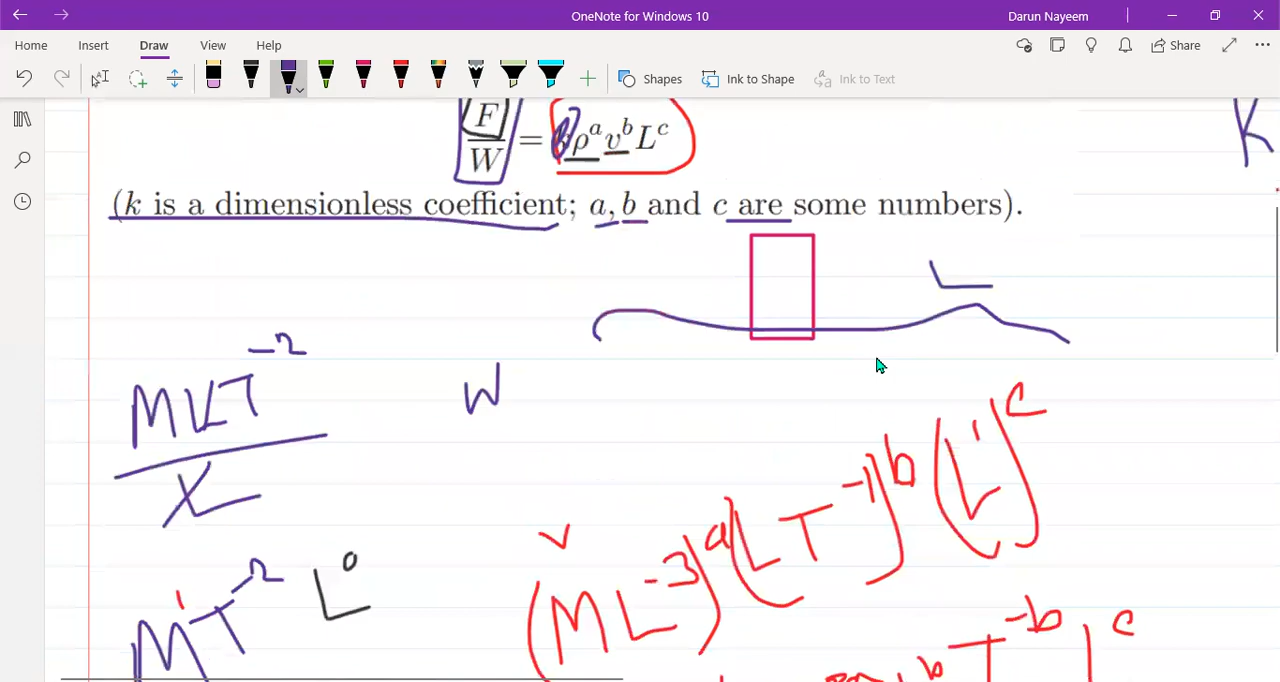 OneNote for Windows 10
Darun Nayeem
Home Insert Draw View Help
Share
Shapes Ink to Shape Ink to Text
F/W = kρ^a v^b L^c
K
(k is a dimensionless coefficient; a, b and c are some numbers).
L
MLT^-2
L
W
(ML^-3)^a (LT^-1)^b (L^1)^c
M^1 T^-2 L^0
T^-b L^c